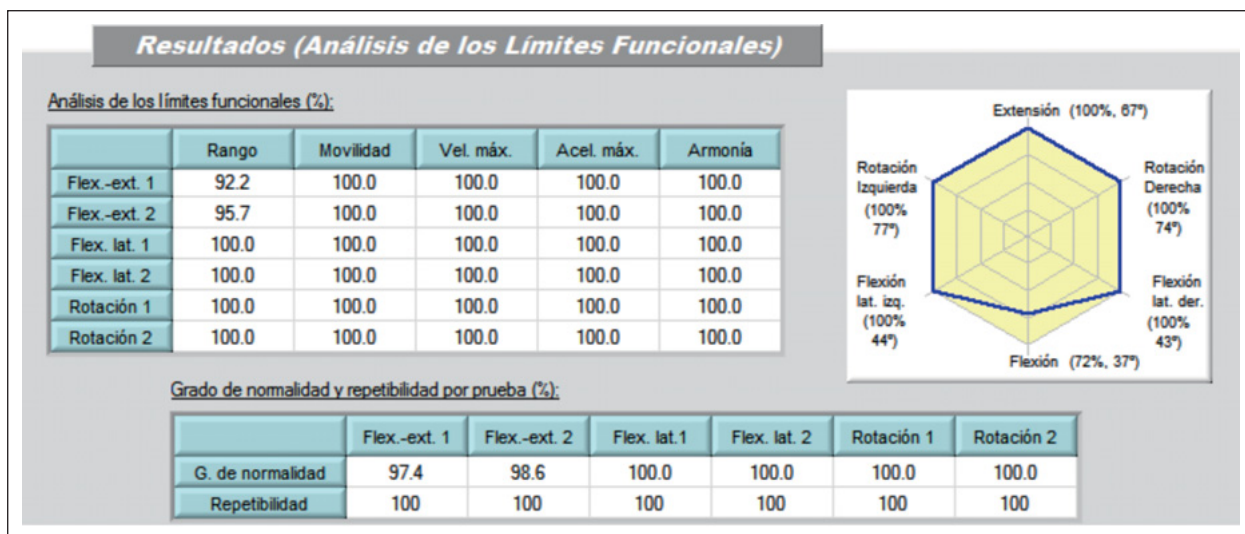 Resultados (Análisis de los Límites Funcionales)
Análisis de los límites funcionales (%):
Rango Movilidad Vel. máx. Acel. máx. Armonía
Flex.-ext. 1 92.2 100.0 100.0 100.0 100.0
Flex.-ext. 2 95.7 100.0 100.0 100.0 100.0
Flex. lat. 1 100.0 100.0 100.0 100.0 100.0
Flex. lat. 2 100.0 100.0 100.0 100.0 100.0
Rotación 1 100.0 100.0 100.0 100.0 100.0
Rotación 2 100.0 100.0 100.0 100.0 100.0
Extensión (100%, 67º)
Rotación
Izquierda
(100%
77º)
Rotación
Derecha
(100%
74º)
Flexión
lat. izq.
(100%
44º)
Flexión
lat. der.
(100%
43º)
Flexión (72%, 37º)
Grado de normalidad y repetibilidad por prueba (%):
Flex.-ext. 1 Flex.-ext. 2 Flex. lat.1 Flex. lat. 2 Rotación 1 Rotación 2
G. de normalidad 97.4 98.6 100.0 100.0 100.0 100.0
Repetibilidad 100 100 100 100 100 100